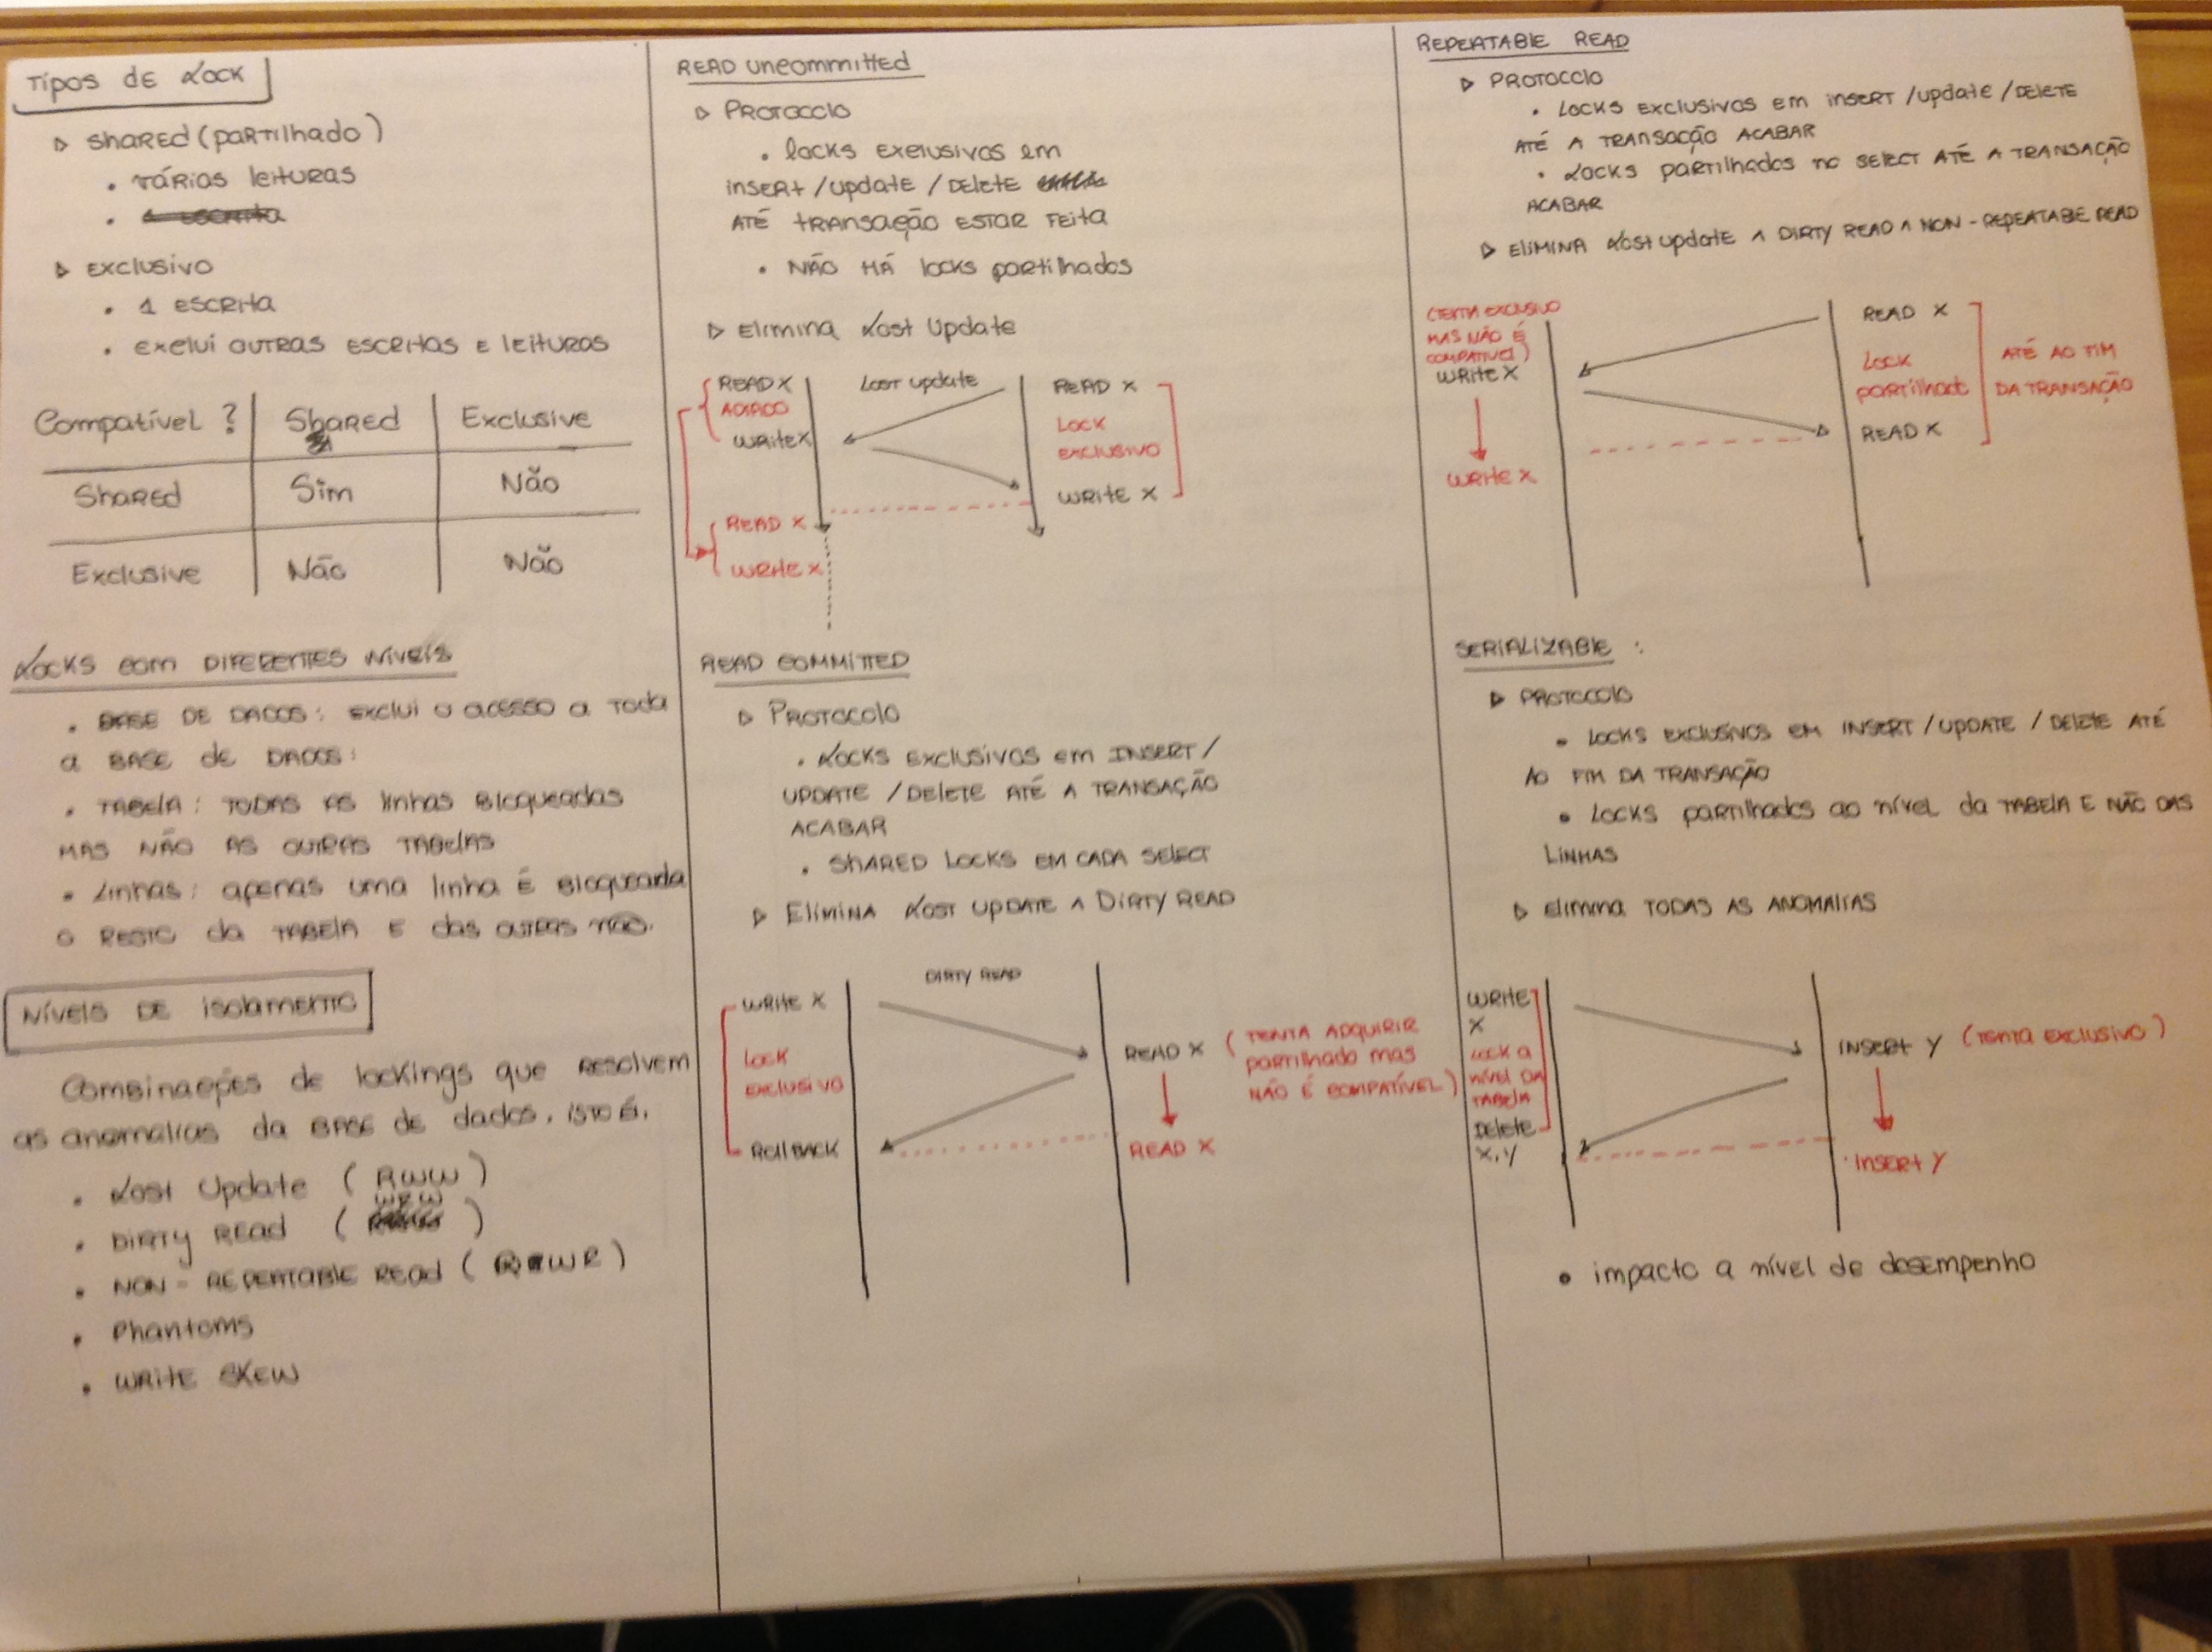 Tipos de Lock
▷ Shared (partilhado)
• várias leituras
• 1 escrita
▷ Exclusivo
• 1 escrita
• exclui outras escritas e leituras
Compatível ? Shared Exclusive
Shared Sim Não
Exclusive Não Não
Locks com diferentes níveis
• Base de dados: exclui o acesso a toda
a base de dados:
• Tabela: todas as linhas bloqueadas
mas não as outras tabelas
• Linhas: apenas uma linha é bloqueada
o resto da tabela e das outras não.
Níveis de isolamento
Combinações de lockings que resolvem
as anomalias da base de dados, isto é,
• Lost Update (RWW)
• Dirty Read (WRW)
• Non-Repeatable Read (RWR)
• Phantoms
• Write Skew
Read Uncommitted
▷ Protocolo
• locks exclusivos em
insert/update/delete
até transação estar feita
• Não há locks partilhados
▷ Elimina Lost Update
READ X Lost update READ X
ADIADO LOCK
WRITE X EXCLUSIVO
WRITE X
READ X
WRITE X
READ COMMITTED
▷ Protocolo
• Locks exclusivos em INSERT/
UPDATE/DELETE ATÉ A TRANSAÇÃO
ACABAR
• SHARED LOCKS EM CADA SELECT
▷ Elimina Lost Update ∧ Dirty Read
DIRTY READ
WRITE X
LOCK
EXCLUSIVO
ROLLBACK
READ X (TENTA ADQUIRIR
partilhado mas
NÃO É COMPATÍVEL)
READ X
REPEATABLE READ
▷ PROTOCOLO
• Locks exclusivos em insert/update/DELETE
ATÉ A TRANSAÇÃO ACABAR
• Locks partilhados no SELECT ATÉ A TRANSAÇÃO
ACABAR
▷ ELIMINA Lost update ∧ DIRTY READ ∧ NON-REPEATABLE READ
(TENTA EXCLUSIVO
MAS NÃO É
COMPATÍVEL)
WRITE X
WRITE X
READ X
Lock
partilhado
READ X
ATÉ AO FIM
DA TRANSAÇÃO
SERIALIZABLE :
▷ PROTOCOLO
• Locks EXCLUSIVOS EM INSERT/UPDATE/DELETE ATÉ
AO FIM DA TRANSAÇÃO
• Locks partilhados ao nível da TABELA E NÃO DAS
LINHAS
▷ Elimina TODAS AS ANOMALIAS
WRITE
X
LOCK A
NÍVEL DA
TABELA
DELETE
X,Y
INSERT Y (TENTA EXCLUSIVO)
INSERT Y
• impacto a nível de desempenho